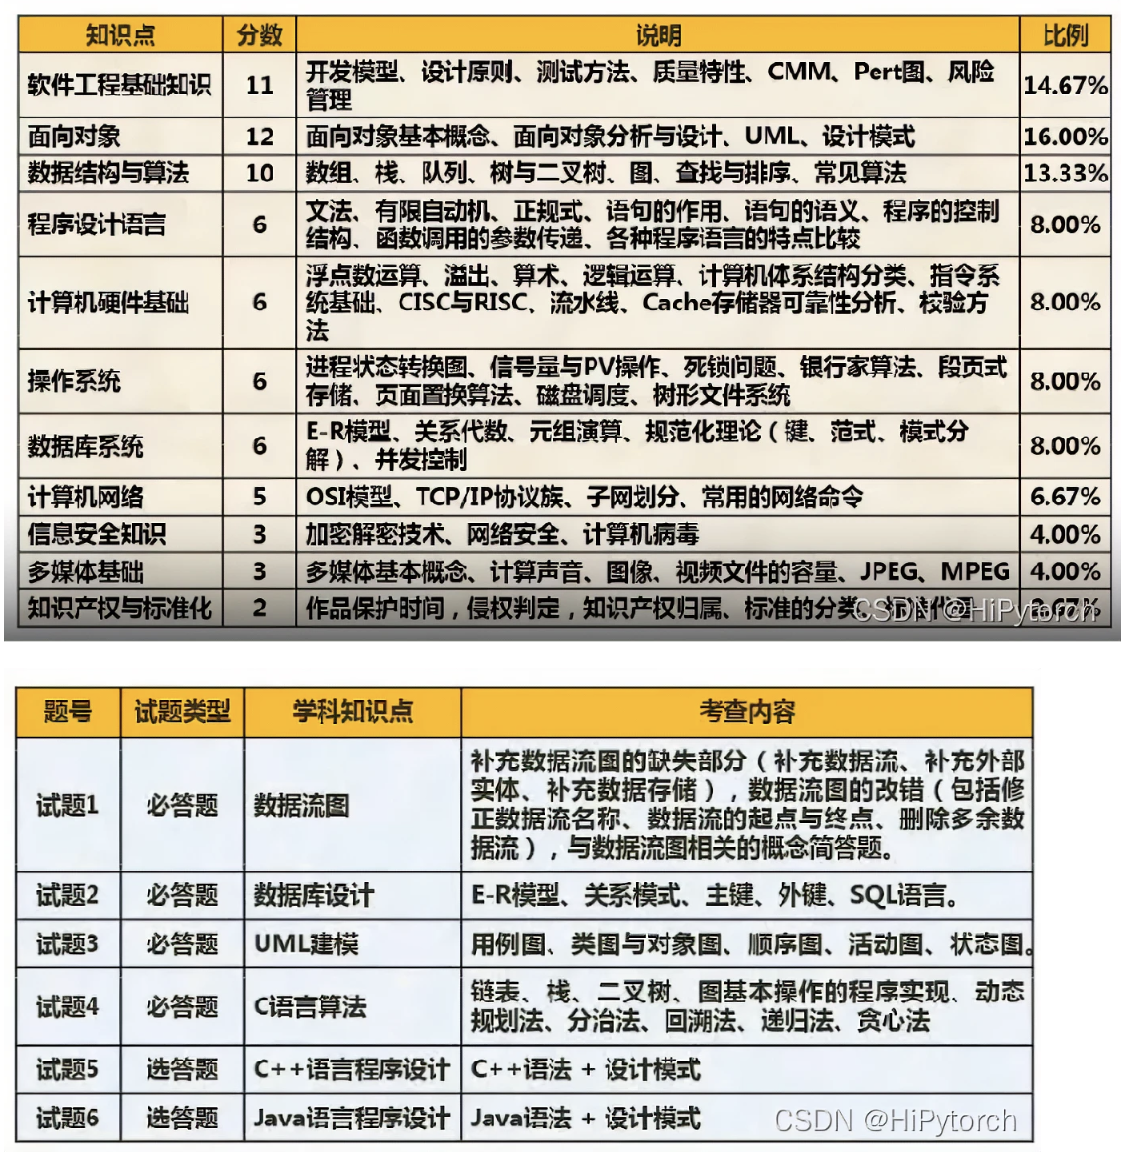 知识点 分数 说明 比例
软件工程基础知识 11 开发模型、设计原则、测试方法、质量特性、CMM、Pert图、风险 14.67%
管理
面向对象 12 面向对象基本概念、面向对象分析与设计、UML、设计模式 16.00%
数据结构与算法 10 数组、栈、队列、树与二叉树、图、查找与排序、常见算法 13.33%
程序设计语言 6 文法、有限自动机、正规式、语句的作用、语句的语义、程序的控制 8.00%
结构、函数调用的参数传递、各种程序语言的特点比较
计算机硬件基础 6 浮点数运算、溢出、算术、逻辑运算、计算机体系结构分类、指令系 8.00%
统基础、CISC与RISC、流水线、Cache存储器可靠性分析、校验方
法
操作系统 6 进程状态转换图、信号量与PV操作、死锁问题、银行家算法、段页式 8.00%
存储、页面置换算法、磁盘调度、树形文件系统
数据库系统 6 E-R模型、关系代数、元组演算、规范化理论（键、范式、模式分 8.00%
解）、并发控制
计算机网络 5 OSI模型、TCP/IP协议族、子网划分、常用的网络命令 6.67%
信息安全知识 3 加密解密技术、网络安全、计算机病毒 4.00%
多媒体基础 3 多媒体基本概念、计算声音、图像、视频文件的容量、JPEG、MPEG 4.00%
知识产权与标准化 2 作品保护时间，侵权判定，知识产权归属、标准的分类、
CSDN @HiPytorch
题号 试题类型 学科知识点 考查内容
试题1 必答题 数据流图 补充数据流图的缺失部分（补充数据流、补充外部
实体、补充数据存储），数据流图的改错（包括修
正数据流名称、数据流的起点与终点、删除多余数
据流），与数据流图相关的概念简答题。
试题2 必答题 数据库设计 E-R模型、关系模式、主键、外键、SQL语言。
试题3 必答题 UML建模 用例图、类图与对象图、顺序图、活动图、状态图。
试题4 必答题 C语言算法 链表、栈、二叉树、图基本操作的程序实现、动态
规划法、分治法、回溯法、递归法、贪心法
试题5 选答题 C++语言程序设计 C++语法 + 设计模式
试题6 选答题 Java语言程序设计 Java语法 + 设计模式
CSDN @HiPytorch